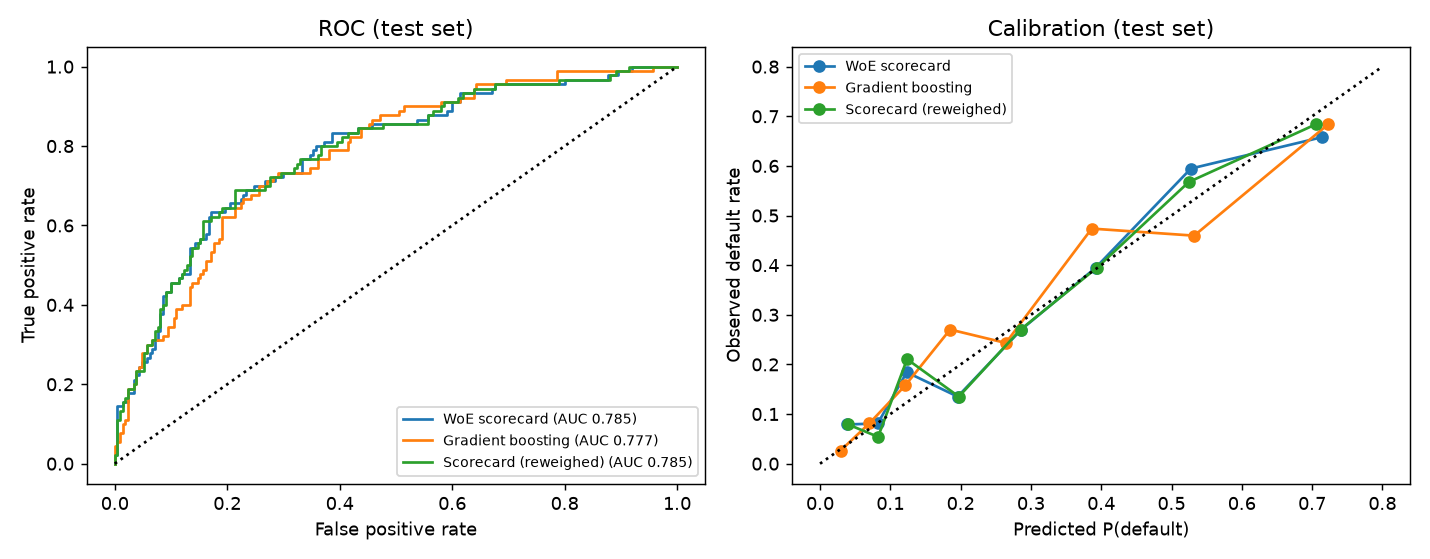 ROC (test set)
1.0
0.8
0.6
0.4
0.2
0.0
True positive rate
WoE scorecard (AUC 0.785)
Gradient boosting (AUC 0.777)
Scorecard (reweighed) (AUC 0.785)
0.0 0.2 0.4 0.6 0.8 1.0
False positive rate
Calibration (test set)
WoE scorecard
Gradient boosting
Scorecard (reweighed)
0.8
0.7
0.6
0.5
0.4
0.3
0.2
0.1
0.0
Observed default rate
0.0 0.1 0.2 0.3 0.4 0.5 0.6 0.7 0.8
Predicted P(default)